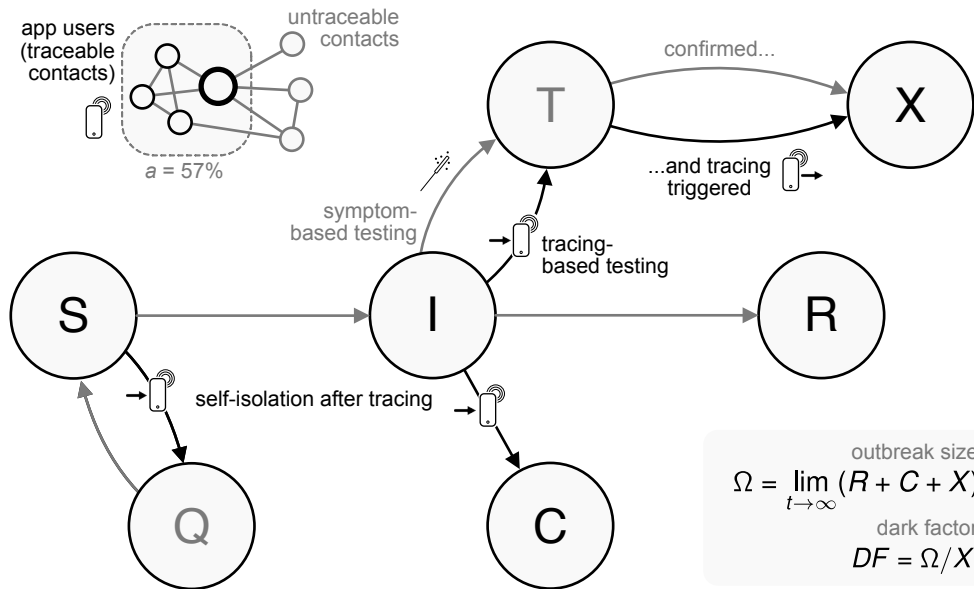 app users
(traceable
contacts)
untraceable
contacts
a = 57%
confirmed...
T
X
...and tracing
triggered
symptom-
based testing
tracing-
based testing
S
I
R
self-isolation after tracing
Q
C
outbreak size
Ω = lim (R + C + X)
t→∞
dark factor
DF = Ω/X